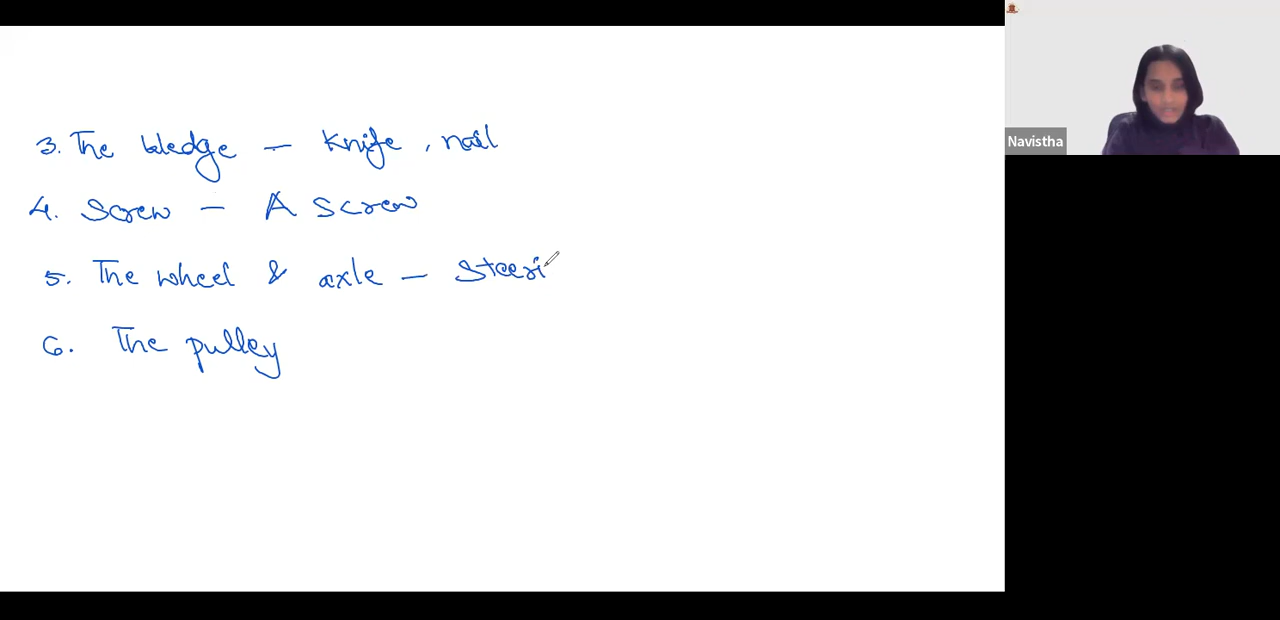 3. The Wedge - Knife, nail
4. Screw - A screw
5. The wheel & axle - Steeri
6. The pulley
Navistha